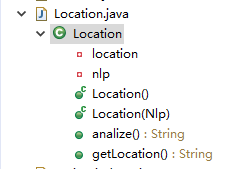 Location.java
Location
location
nlp
Location()
Location(Nlp)
analize() : String
getLocation() : String